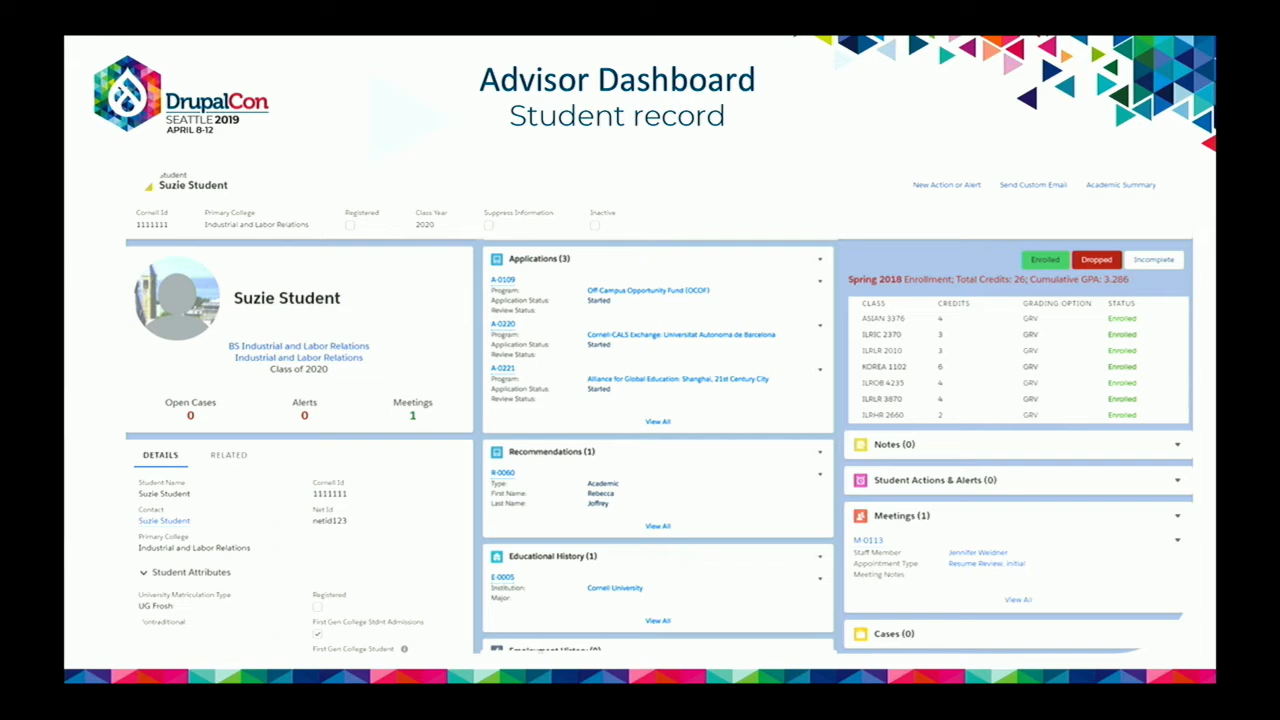 DrupalCon
SEATTLE 2019
APRIL 8-12
Advisor Dashboard
Student record
Student
Suzie Student
New Action or Alert
Send Custom Email
Academic Summary
Cornell Id
Primary College
Registered
Class Year
Suppress Information
Inactive
1111111
Industrial and Labor Relations
2020
Suzie Student
BS Industrial and Labor Relations
Industrial and Labor Relations
Class of 2020
Open Cases
Alerts
Meetings
0
0
1
DETAILS
RELATED
Student Name
Cornell Id
Suzie Student
1111111
Contact
Net Id
Suzie Student
netid123
Primary College
Industrial and Labor Relations
Student Attributes
University Matriculation Type
Registered
UG Frosh
First Gen College Stdnt Admissions
First Gen College Student
Applications (3)
A-0109
Program:
Off Campus Opportunity Fund (OCOF)
Application Status:
Started
Review Status:
A-0220
Program:
Cornell-CALS Exchange: Universitat Autonoma de Barcelona
Application Status:
Started
Review Status:
A-0221
Program:
Alliance for Global Education: Shanghai, 21st Century City
Application Status:
Started
Review Status:
View All
Recommendations (1)
R-0060
Type:
Academic
First Name:
Rebecca
Last Name:
Joffrey
View All
Educational History (1)
E-0005
Institution:
Cornell University
Major:
View All
Employment History (0)
Enrolled
Dropped
Incomplete
Spring 2018 Enrollment; Total Credits: 26; Cumulative GPA: 3.286
CLASS CREDITS GRADING OPTION STATUS
ASIAN 3376 4 GRV Enrolled
ILRIC 2370 3 GRV Enrolled
ILRLR 2010 3 GRV Enrolled
KOREA 1102 6 GRV Enrolled
ILROB 4235 4 GRV Enrolled
ILRLR 3870 4 GRV Enrolled
ILRHR 2660 2 GRV Enrolled
Notes (0)
Student Actions & Alerts (0)
Meetings (1)
M-0113
Staff Member
Jennifer Weidner
Appointment Type
Resume Review: initial
Meeting Notes
View All
Cases (0)